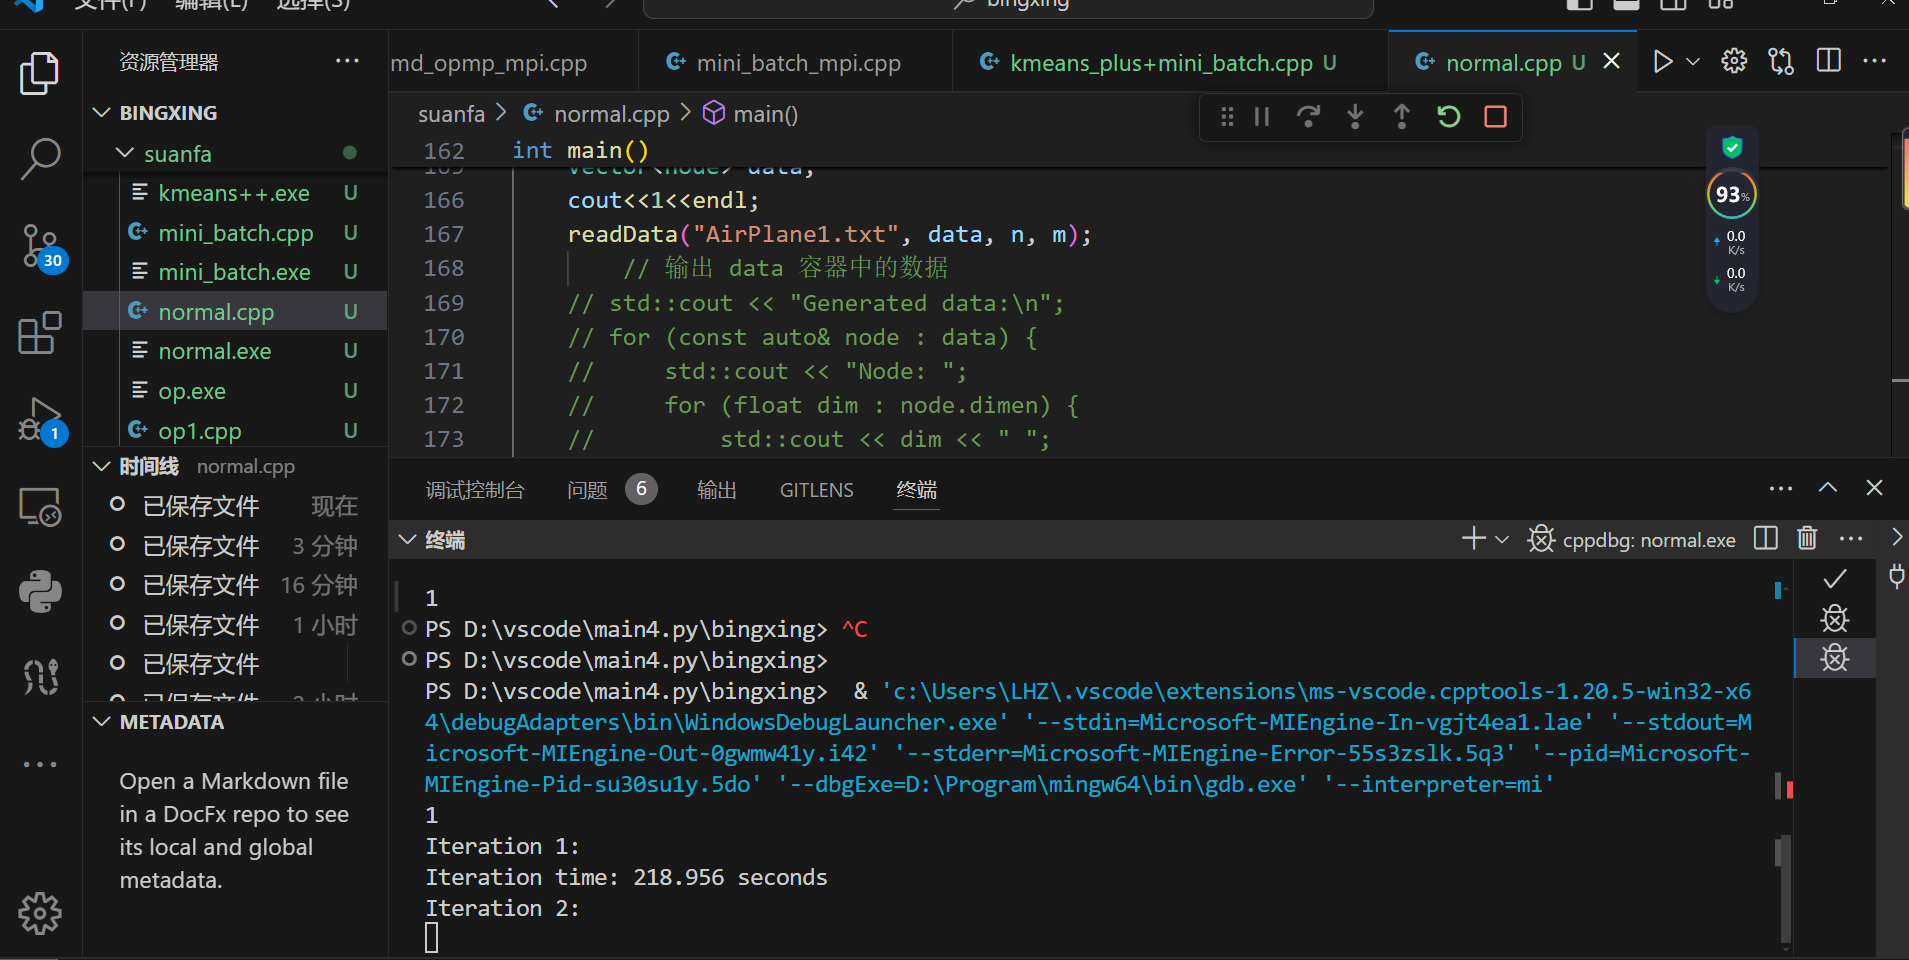 文件(F) 编辑(E) 选择(S)
bingxing
资源管理器
md_opmp_mpi.cpp
mini_batch_mpi.cpp
kmeans_plus+mini_batch.cpp U
normal.cpp U
BINGXING
suanfa > normal.cpp > main()
suanfa
162 int main()
165 vector<node> data;
kmeans++.exe U
166 cout<<1<<endl;
mini_batch.cpp U
167 readData("AirPlane1.txt", data, n, m);
mini_batch.exe U
168 // 输出 data 容器中的数据
normal.cpp U
169 // std::cout << "Generated data:\n";
normal.exe U
170 // for (const auto& node : data) {
op.exe U
171 // std::cout << "Node: ";
op1.cpp U
172 // for (float dim : node.dimen) {
173 // std::cout << dim << " ";
93%
0.0
K/s
0.0
K/s
30
1
时间线 normal.cpp
已保存文件 现在
已保存文件 3 分钟
已保存文件 16 分钟
已保存文件 1 小时
已保存文件
已保存文件 2 小时
METADATA
Open a Markdown file
in a DocFx repo to see
its local and global
metadata.
调试控制台 问题 6 输出 GITLENS 终端
终端
cppdbg: normal.exe
1
PS D:\vscode\main4.py\bingxing> ^C
PS D:\vscode\main4.py\bingxing>
PS D:\vscode\main4.py\bingxing>  & 'c:\Users\LHZ\.vscode\extensions\ms-vscode.cpptools-1.20.5-win32-x6
4\debugAdapters\bin\WindowsDebugLauncher.exe' '--stdin=Microsoft-MIEngine-In-vgjt4ea1.lae' '--stdout=M
icrosoft-MIEngine-Out-0gwmw41y.i42' '--stderr=Microsoft-MIEngine-Error-55s3zslk.5q3' '--pid=Microsoft-
MIEngine-Pid-su30su1y.5do' '--dbgExe=D:\Program\mingw64\bin\gdb.exe' '--interpreter=mi'
1
Iteration 1:
Iteration time: 218.956 seconds
Iteration 2: